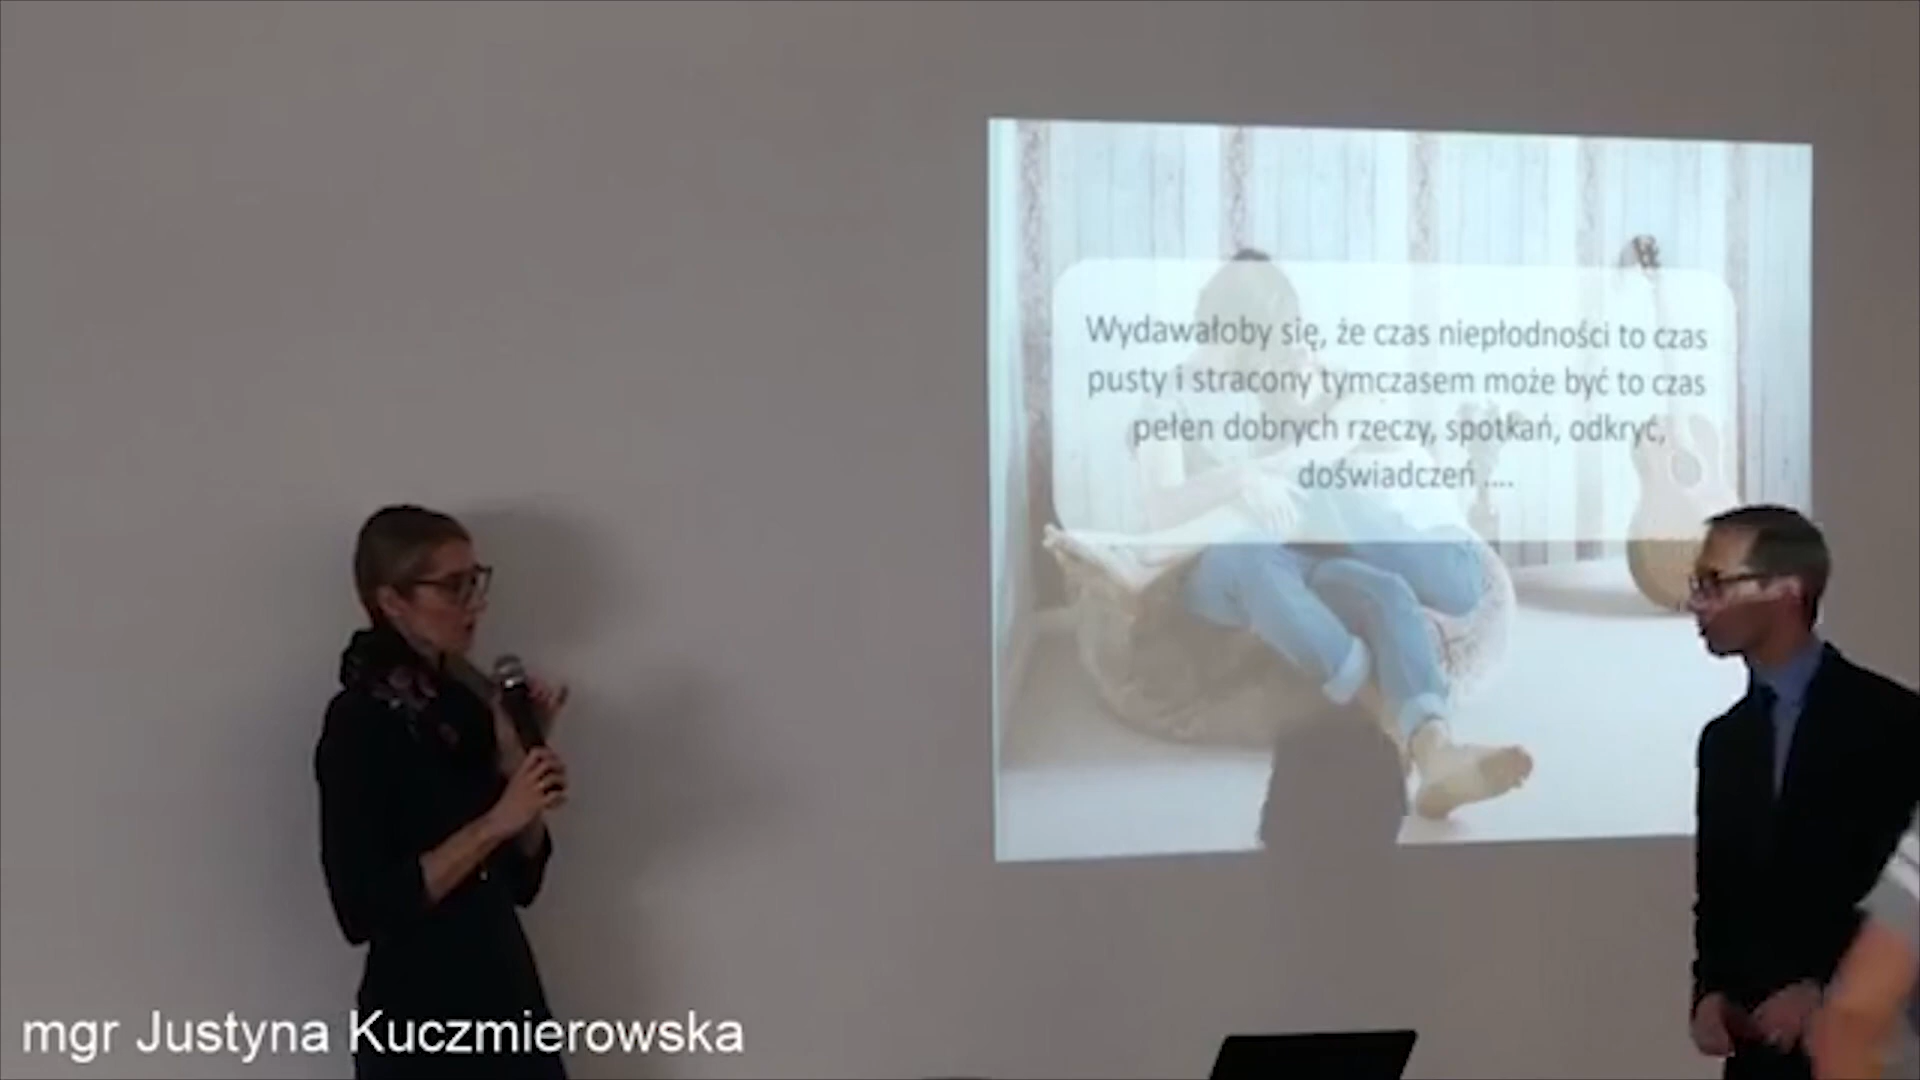 Wydawałoby się, że czas niepłodności to czas
pusty i stracony tymczasem może być to czas
pełen dobrych rzeczy, spotkań, odkryć,
doświadczeń ....
mgr Justyna Kuczmierowska